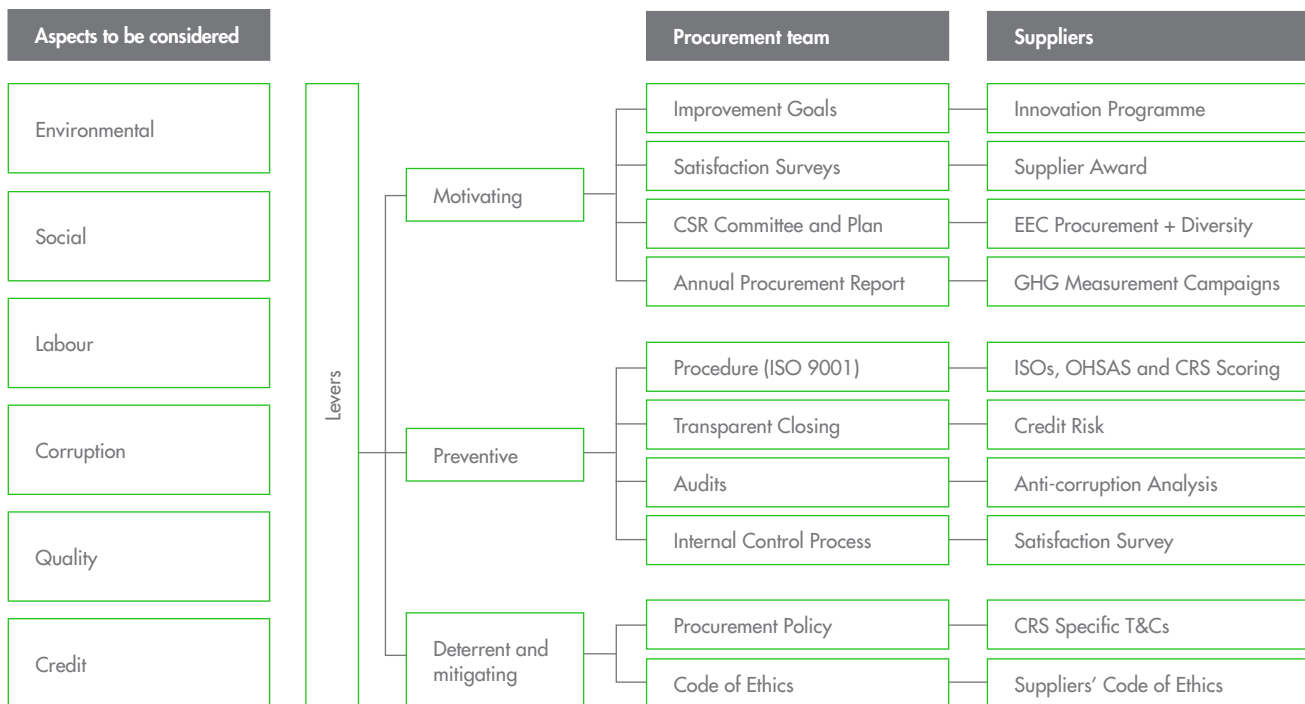 Aspects to be considered
Procurement team
Suppliers
Environmental
Social
Labour
Corruption
Quality
Credit
Levers
Motivating
Improvement Goals
Innovation Programme
Satisfaction Surveys
Supplier Award
CSR Committee and Plan
EEC Procurement + Diversity
Annual Procurement Report
GHG Measurement Campaigns
Preventive
Procedure (ISO 9001)
ISOs, OHSAS and CRS Scoring
Transparent Closing
Credit Risk
Audits
Anti-corruption Analysis
Internal Control Process
Satisfaction Survey
Deterrent and
mitigating
Procurement Policy
CRS Specific T&Cs
Code of Ethics
Suppliers' Code of Ethics